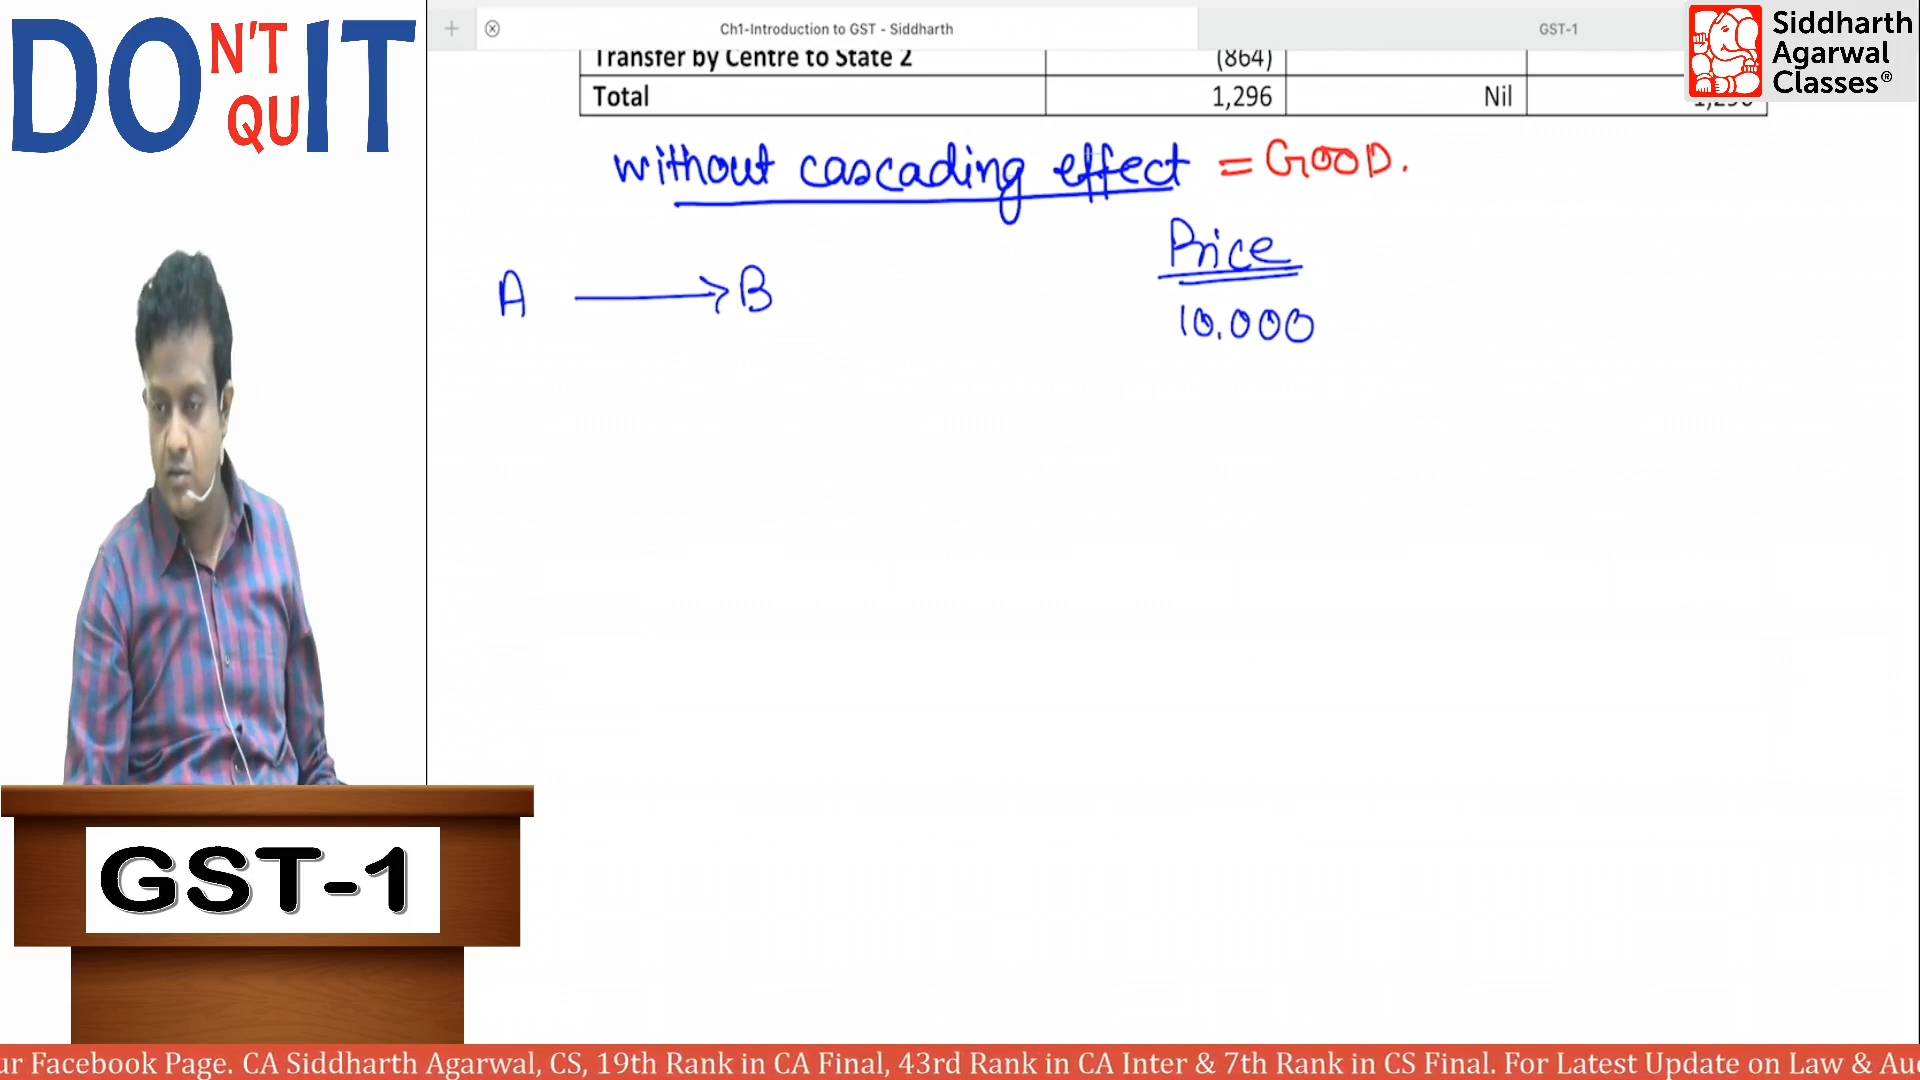 DON'T QUIT
Ch1-Introduction to GST - Siddharth
GST-1
Siddharth
Agarwal
Classes®
Transfer by Centre to State 2 (864)
Total 1,296 Nil
without cascading effect = GOOD.
Price
A → B
10,000
GST-1
ur Facebook Page. CA Siddharth Agarwal, CS, 19th Rank in CA Final, 43rd Rank in CA Inter & 7th Rank in CS Final. For Latest Update on Law & Au